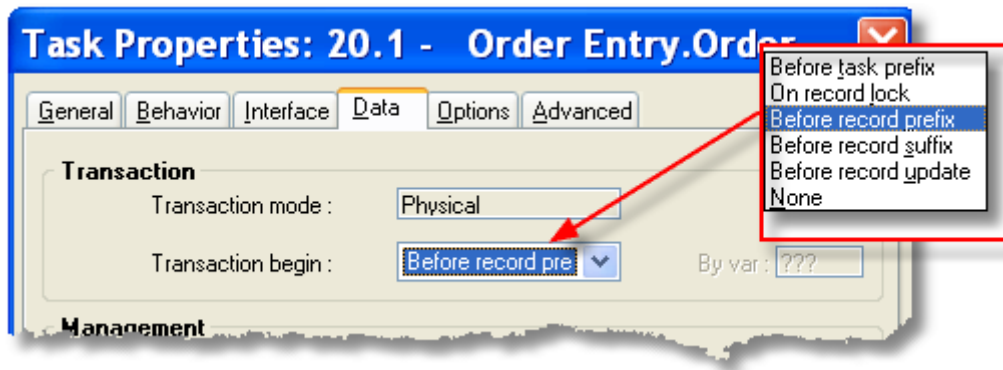 Task Properties: 20.1 - Order Entry.Order
General Behavior Interface Data Options Advanced
Transaction
Transaction mode : Physical
Transaction begin : Before record pre By var : ???
Management
Before task prefix
On record lock
Before record prefix
Before record suffix
Before record update
None